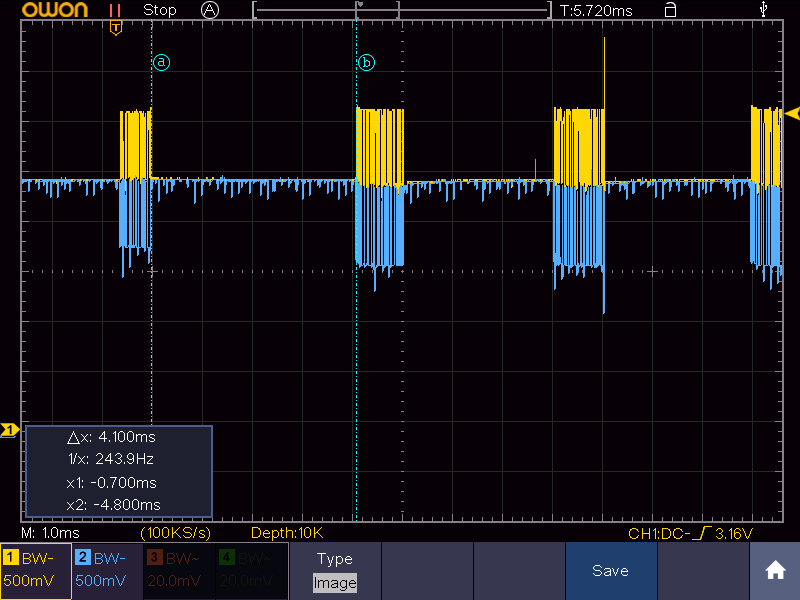 OWON Stop A T:5.720ms
T
a b
1
△x: 4.100ms
1/x: 243.9Hz
x1: -0.700ms
x2: -4.800ms
M: 1.0ms (100KS/s) Depth:10K CH1:DC- 3.16V
1 BW~ 2 BW~ 3 BW~ 4 BW~ Type
500mV 500mV 20.0mV 20.0mV Image Save